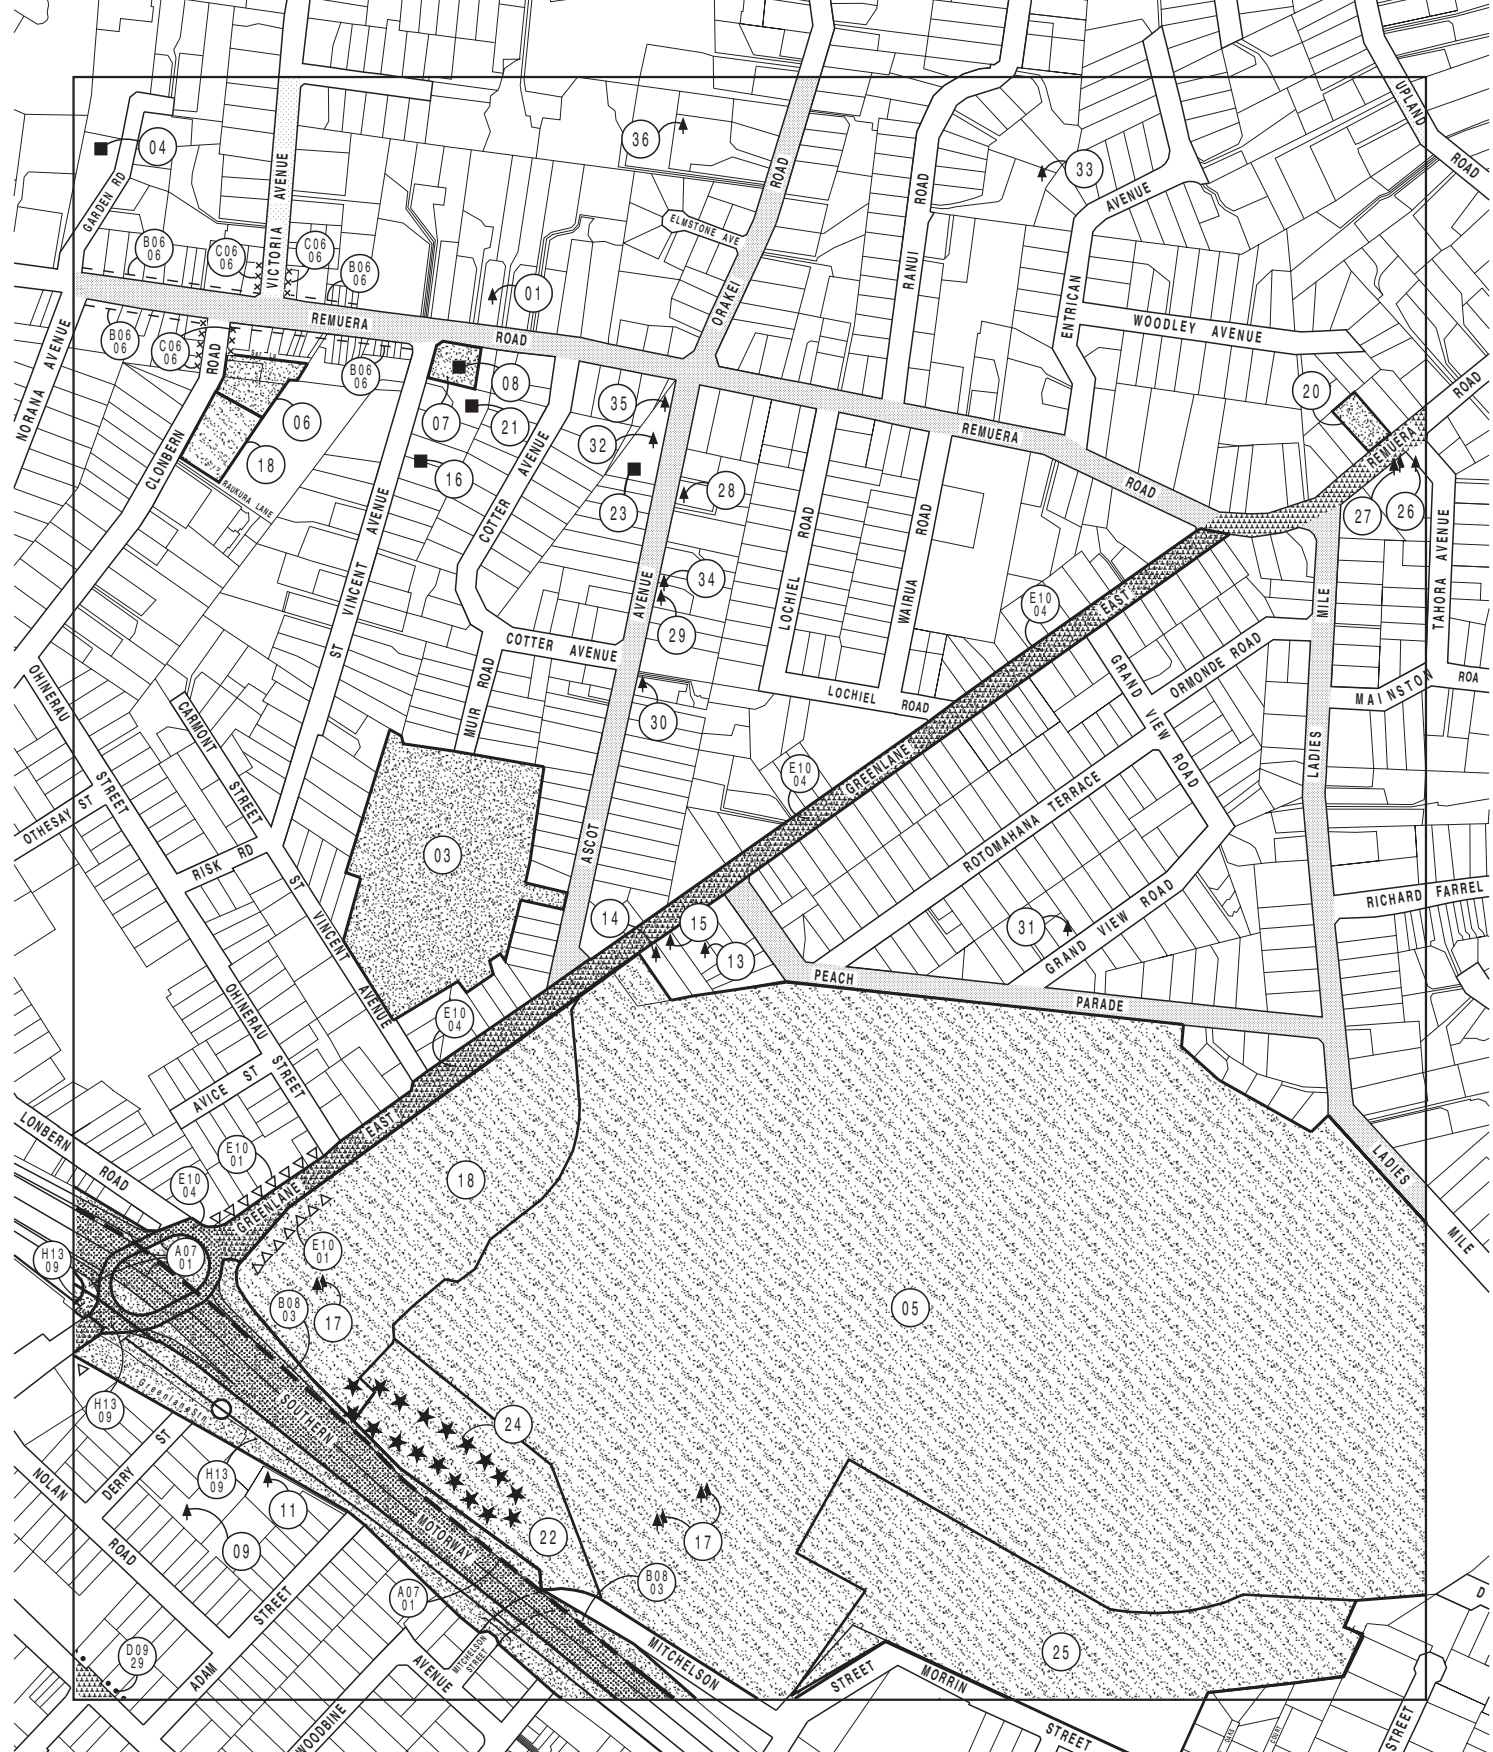 UPLAND
ROAD
36
04
33
VICTORIA AVENUE
ROAD
ROAD
AVENUE
GARDEN RD
ELMSTONE AVE
B06
06
C06
06
C06
06
B06
06
01
ORAKEI
RANUI
ENTRICAN
REMUERA
ROAD
WOODLEY AVENUE
NORANA AVENUE
B06
06
C06
06
ROAD
B06
06
08
07
21
35
32
20
ROAD
REMUERA
REMUERA
06
18
CLONBERN
RAUKURA LANE
16
COTTER AVENUE
23
28
ROAD
27
26
ST VINCENT AVENUE
LOCHIEL ROAD
WAIRUA ROAD
TAHORA AVENUE
AVENUE
34
29
E10
04
EAST
MILE
COTTER AVENUE
MUIR ROAD
GRAND VIEW ROAD
ORMONDE ROAD
OHINERAU
STREET
CARMONT
STREET
LOCHIEL ROAD
30
MAINSTON
ROA
LADIES
E10
04
GREENLANE
OTHESAY ST
ROTOMAHANA TERRACE
ASCOT
03
RISK RD
ST VINCENT AVENUE
RICHARD FARREL
14
15
13
31
GRAND VIEW ROAD
PEACH
PARADE
OHINERAU
STREET
E10
04
AVICE ST
EAST
LONBERN
ROAD
E10
01
E10
04
GREENLANE
18
LADIES
MILE
H13
09
A07
01
E10
01
B08
03
17
05
H13
09
Greenlane Stn
SOUTHERN
24
DERRY ST
NOLAN
ROAD
H13
09
11
09
MOTORWAY
22
17
B08
03
A07
01
STREET
ADAM
D09
29
MITCHELSON
STREET
MITCHELSON
STREET
MORRIN
STREET
AVENUE
WOODBINE
25
D
STREET
COURT